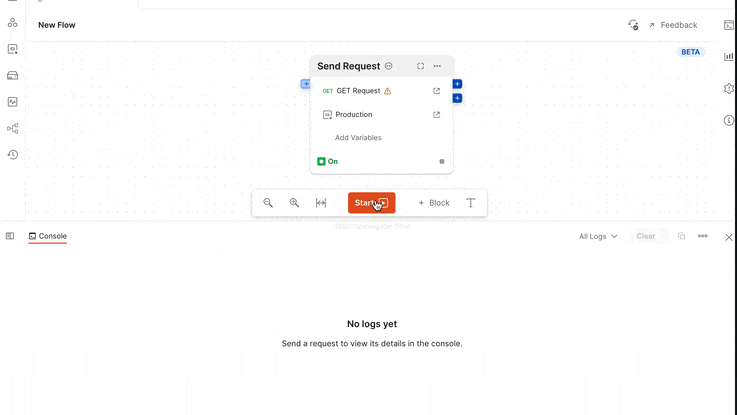 New Flow
Feedback
BETA
Send Request
GET GET Request
Production
Add Variables
On
Start
Block
Start running the flow
Console
All Logs
Clear
No logs yet
Send a request to view its details in the console.